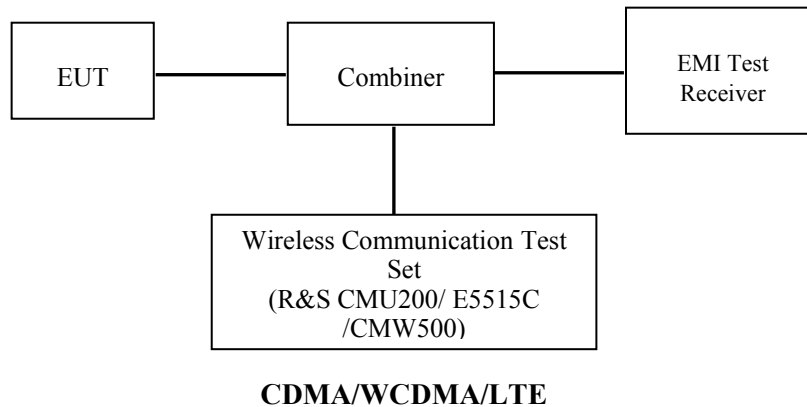 EUT
Combiner
EMI Test
Receiver
Wireless Communication Test
Set
(R&S CMU200/ E5515C
/CMW500)
CDMA/WCDMA/LTE